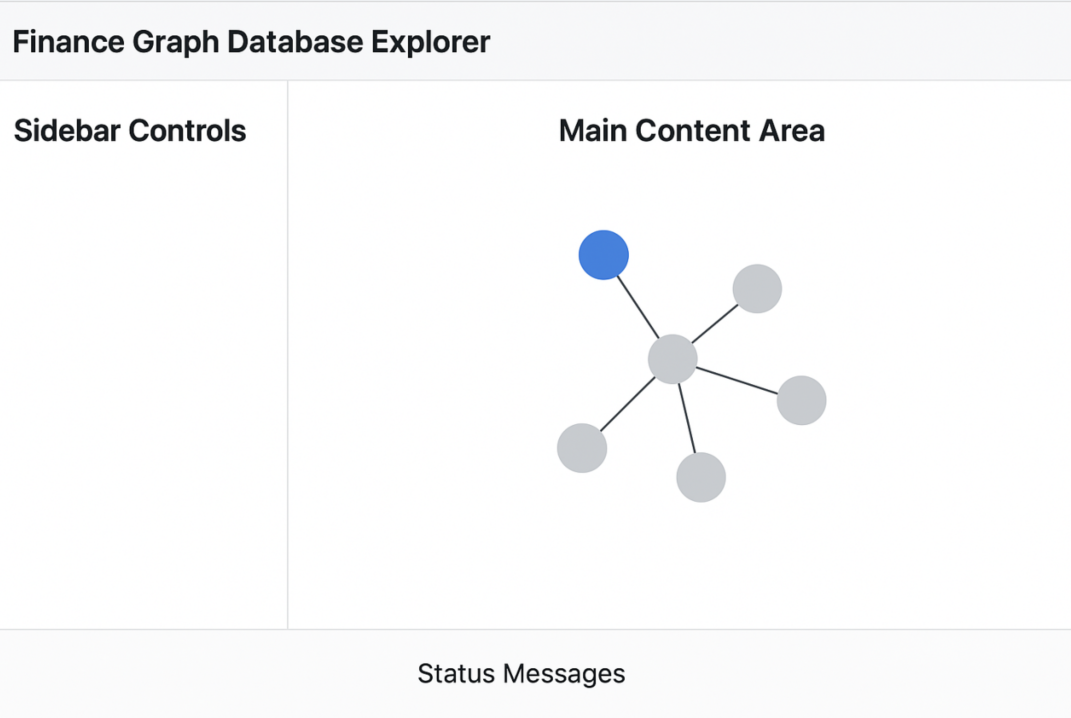 Finance Graph Database Explorer
Sidebar Controls
Main Content Area
Status Messages